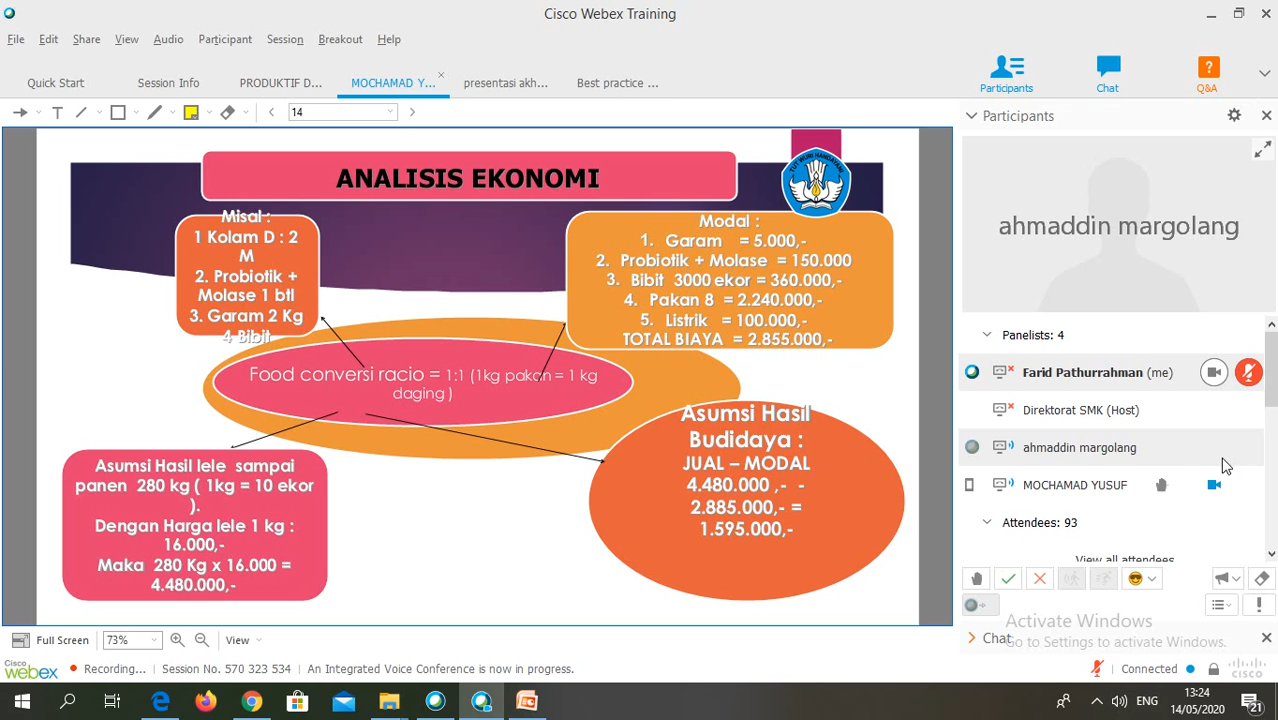 Cisco Webex Training
File Edit Share View Audio Participant Session Breakout Help
Quick Start Session Info PRODUKTIF D... MOCHAMAD Y... presentasi akh... Best practice ...
Participants Chat Q&A
T 14
Participants
ANALISIS EKONOMI
TUT WURI HANDAYANI
Misal :
1 Kolam D : 2
M
2. Probiotik +
Molase 1 btl
3. Garam 2 Kg
4 Bibit
Modal :
1. Garam = 5.000,-
2. Probiotik + Molase = 150.000
3. Bibit 3000 ekor = 360.000,-
4. Pakan 8 = 2.240.000,-
5. Listrik = 100.000,-
TOTAL BIAYA = 2.855.000,-
Food conversi racio = 1:1 (1kg pakan = 1 kg
daging )
Asumsi Hasil lele sampai
panen 280 kg ( 1kg = 10 ekor
).
Dengan Harga lele 1 kg :
16.000,-
Maka 280 Kg x 16.000 =
4.480.000,-
Asumsi Hasil
Budidaya :
JUAL – MODAL
4.480.000 ,- -
2.885.000,- =
1.595.000,-
ahmaddin margolang
Panelists: 4
Farid Pathurrahman (me)
Direktorat SMK (Host)
ahmaddin margolang
MOCHAMAD YUSUF
Attendees: 93
View all attendees
Activate Windows
Go to Settings to activate Windows.
Chat
Full Screen 73% View
Cisco webex Recording... Session No. 570 323 534 An Integrated Voice Conference is now in progress. Connected cisco
ENG
13:24
14/05/2020
21